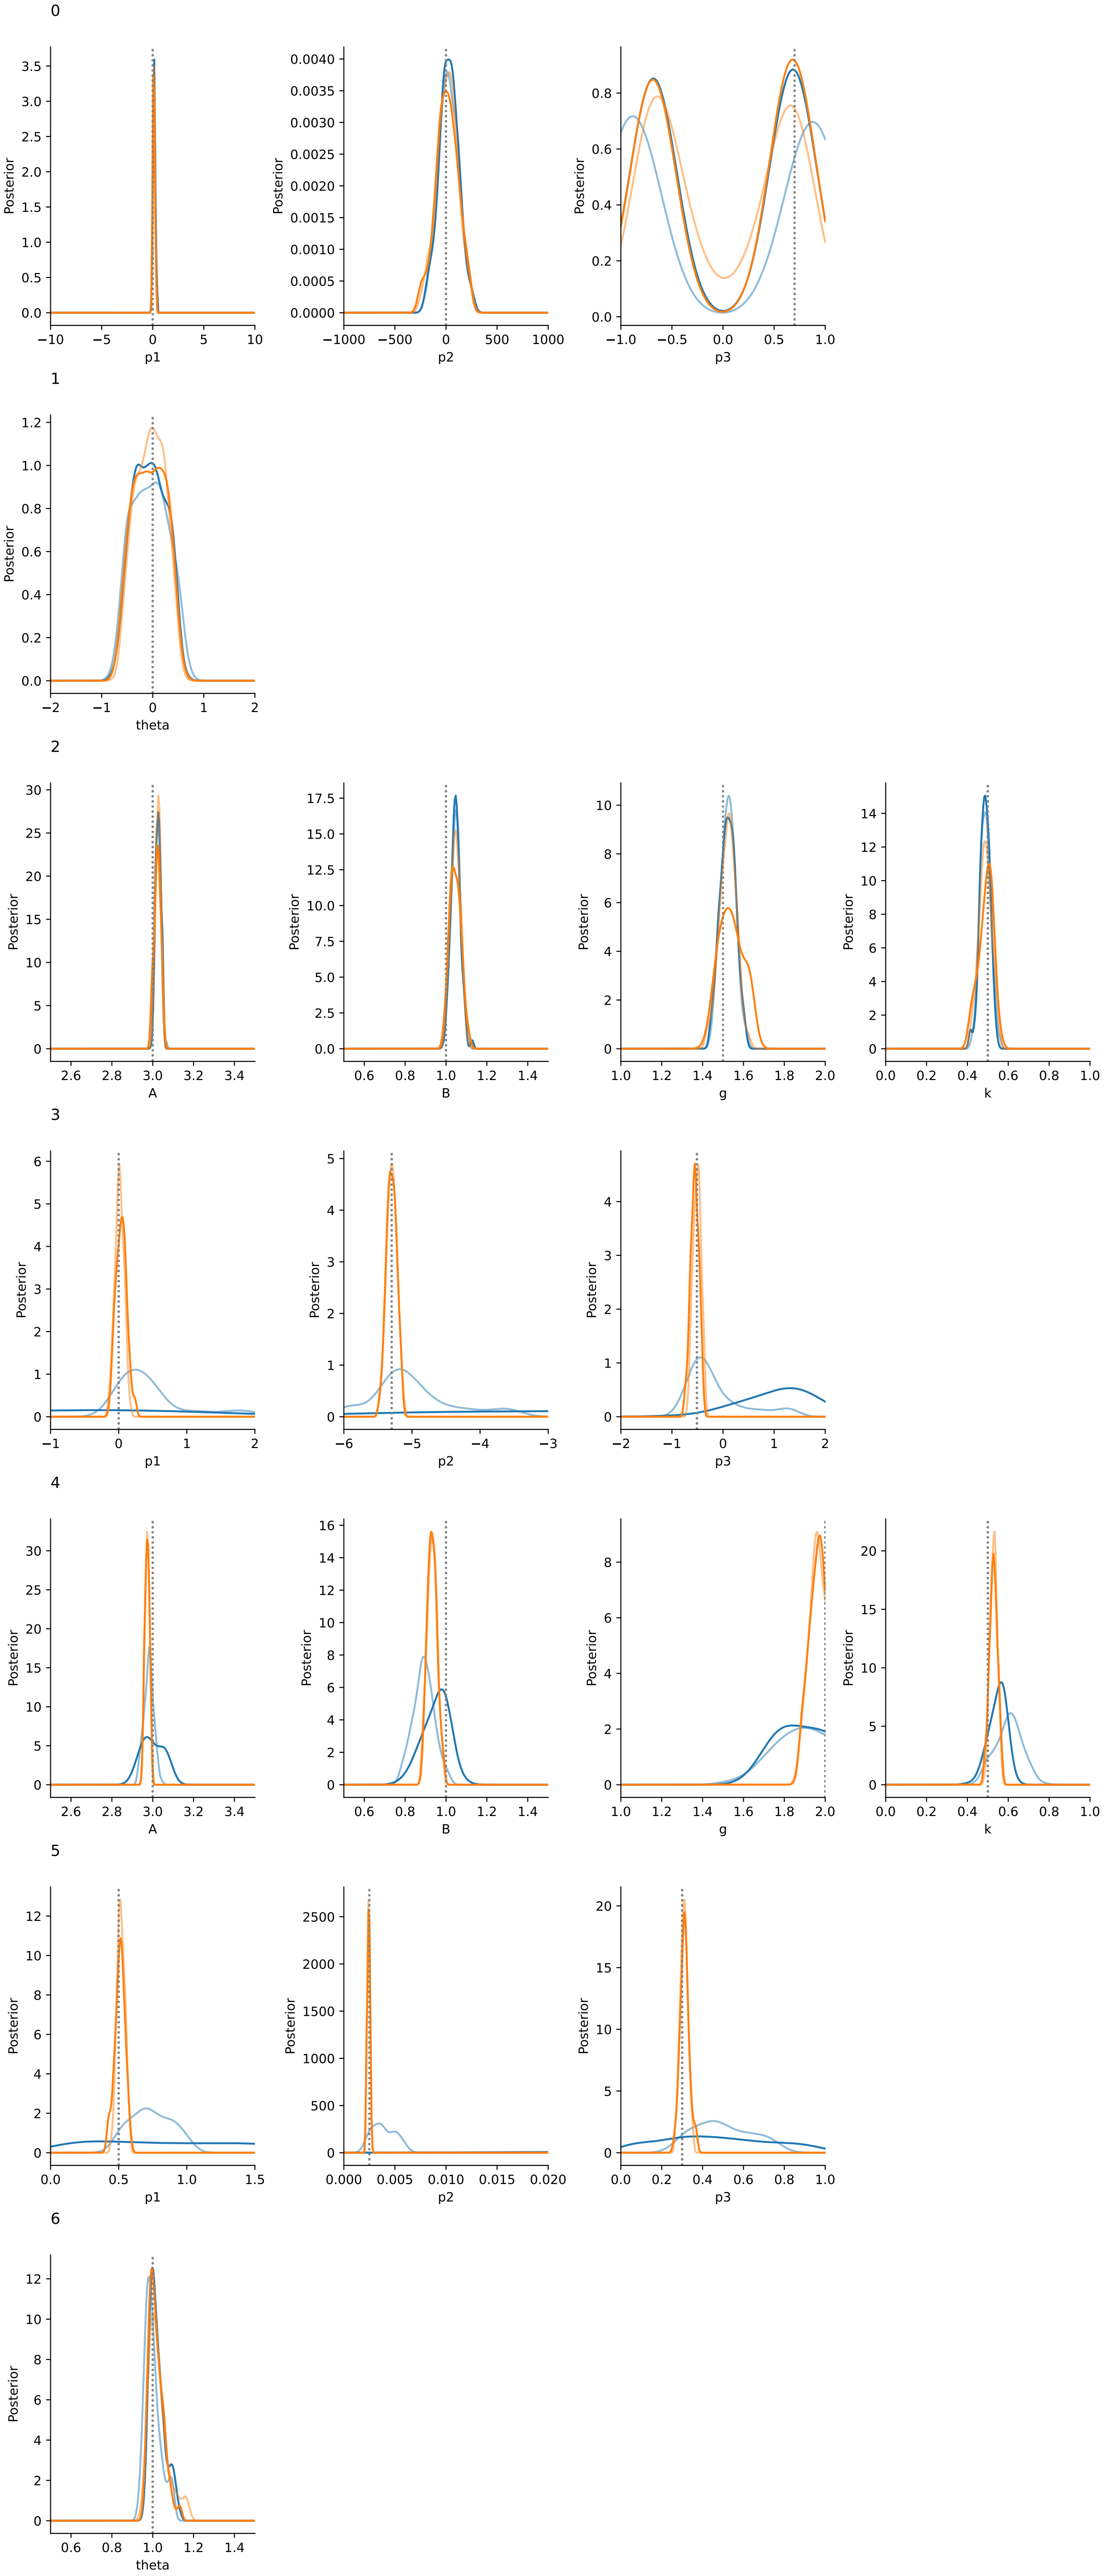 0
Posterior
3.5
3.0
2.5
2.0
1.5
1.0
0.5
0.0
−10 −5 0 5 10
p1
Posterior
0.0040
0.0035
0.0030
0.0025
0.0020
0.0015
0.0010
0.0005
0.0000
−1000 −500 0 500 1000
p2
Posterior
0.8
0.6
0.4
0.2
0.0
−1.0 −0.5 0.0 0.5 1.0
p3
1
Posterior
1.2
1.0
0.8
0.6
0.4
0.2
0.0
−2 −1 0 1 2
theta
2
Posterior
30
25
20
15
10
5
0
2.6 2.8 3.0 3.2 3.4
A
Posterior
17.5
15.0
12.5
10.0
7.5
5.0
2.5
0.0
0.6 0.8 1.0 1.2 1.4
B
Posterior
10
8
6
4
2
0
1.0 1.2 1.4 1.6 1.8 2.0
g
Posterior
14
12
10
8
6
4
2
0
0.0 0.2 0.4 0.6 0.8 1.0
k
3
Posterior
6
5
4
3
2
1
0
−1 0 1 2
p1
Posterior
5
4
3
2
1
0
−6 −5 −4 −3
p2
Posterior
4
3
2
1
0
−2 −1 0 1 2
p3
4
Posterior
30
25
20
15
10
5
0
2.6 2.8 3.0 3.2 3.4
A
Posterior
16
14
12
10
8
6
4
2
0
0.6 0.8 1.0 1.2 1.4
B
Posterior
8
6
4
2
0
1.0 1.2 1.4 1.6 1.8 2.0
g
Posterior
20
15
10
5
0
0.0 0.2 0.4 0.6 0.8 1.0
k
5
Posterior
12
10
8
6
4
2
0
0.0 0.5 1.0 1.5
p1
Posterior
2500
2000
1500
1000
500
0
0.000 0.005 0.010 0.015 0.020
p2
Posterior
20
15
10
5
0
0.0 0.2 0.4 0.6 0.8 1.0
p3
6
Posterior
12
10
8
6
4
2
0
0.6 0.8 1.0 1.2 1.4
theta